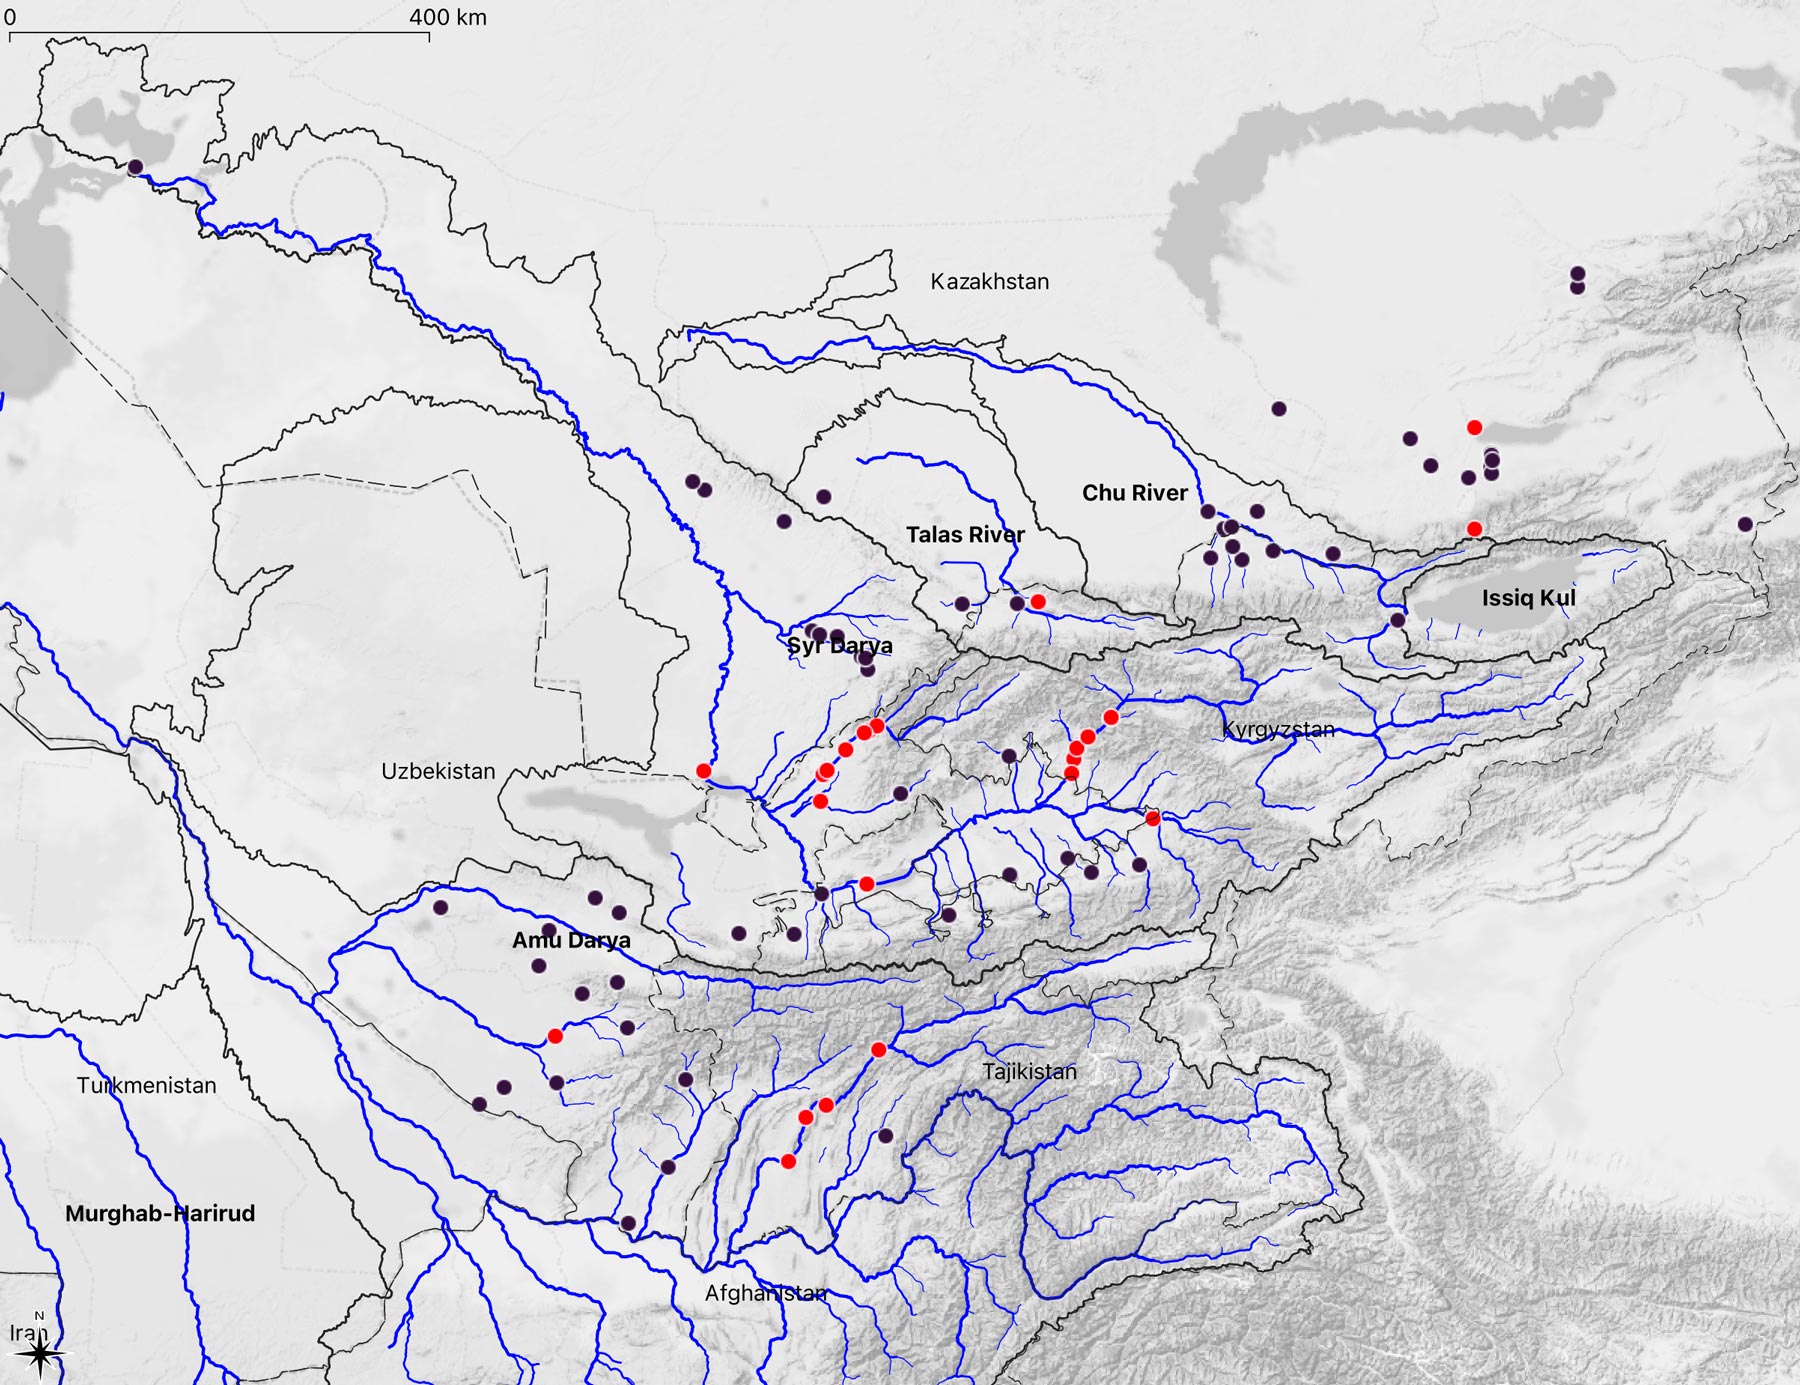 0 400 km
Kazakhstan
Chu River
Talas River
Issiq Kul
Syr Darya
Kyrgyzstan
Uzbekistan
Amu Darya
Tajikistan
Turkmenistan
Murghab-Harirud
Afghanistan
N
Iran